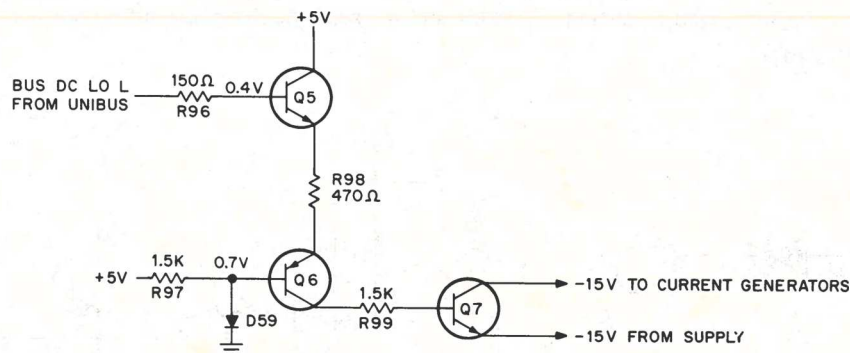 +5V
BUS DC LO L
FROM UNIBUS
150Ω
R96
0.4V
Q5
R98
470Ω
+5V
1.5K
R97
0.7V
Q6
D59
1.5K
R99
Q7
-15V TO CURRENT GENERATORS
-15V FROM SUPPLY